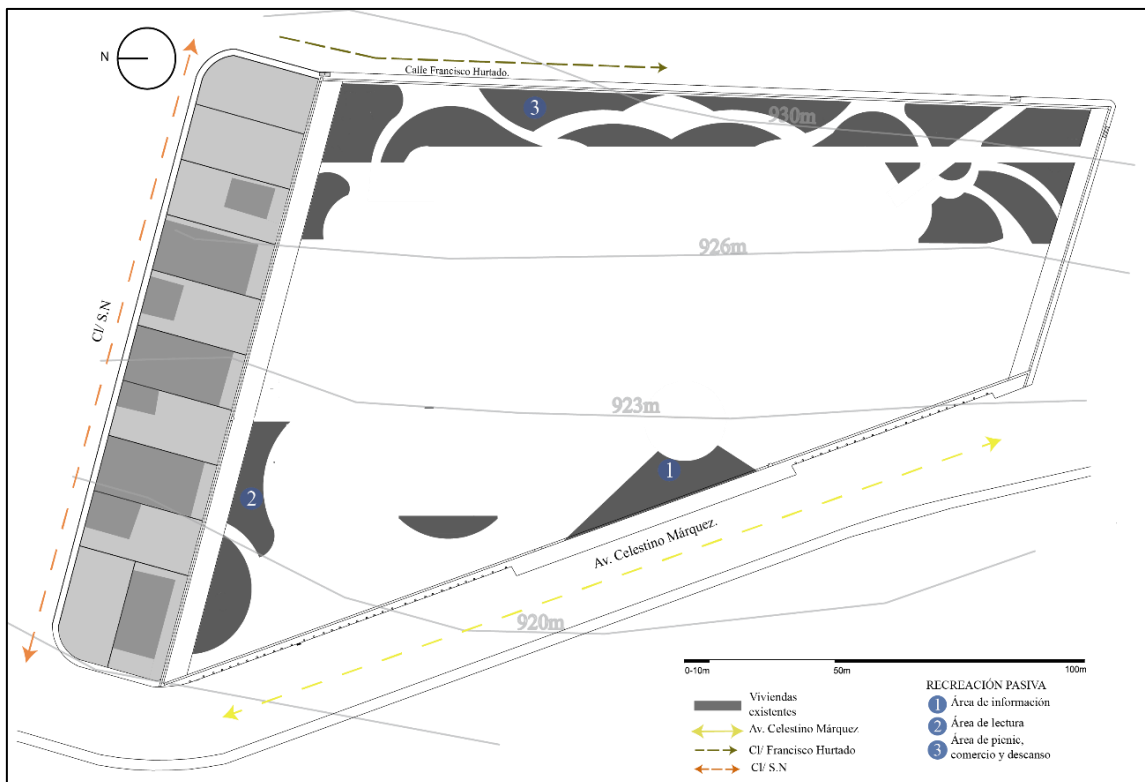 N
Calle Francisco Hurtado.
3
930m
926m
Cl/ S.N
923m
1
2
Av. Celestino Márquez.
920m
0-10m
50m
100m
Viviendas
existentes
Av. Celestino Márquez
Cl/ Francisco Hurtado
Cl/ S.N
RECREACIÓN PASIVA
1 Área de información
2 Área de lectura
3 Área de picnic,
comercio y descanso